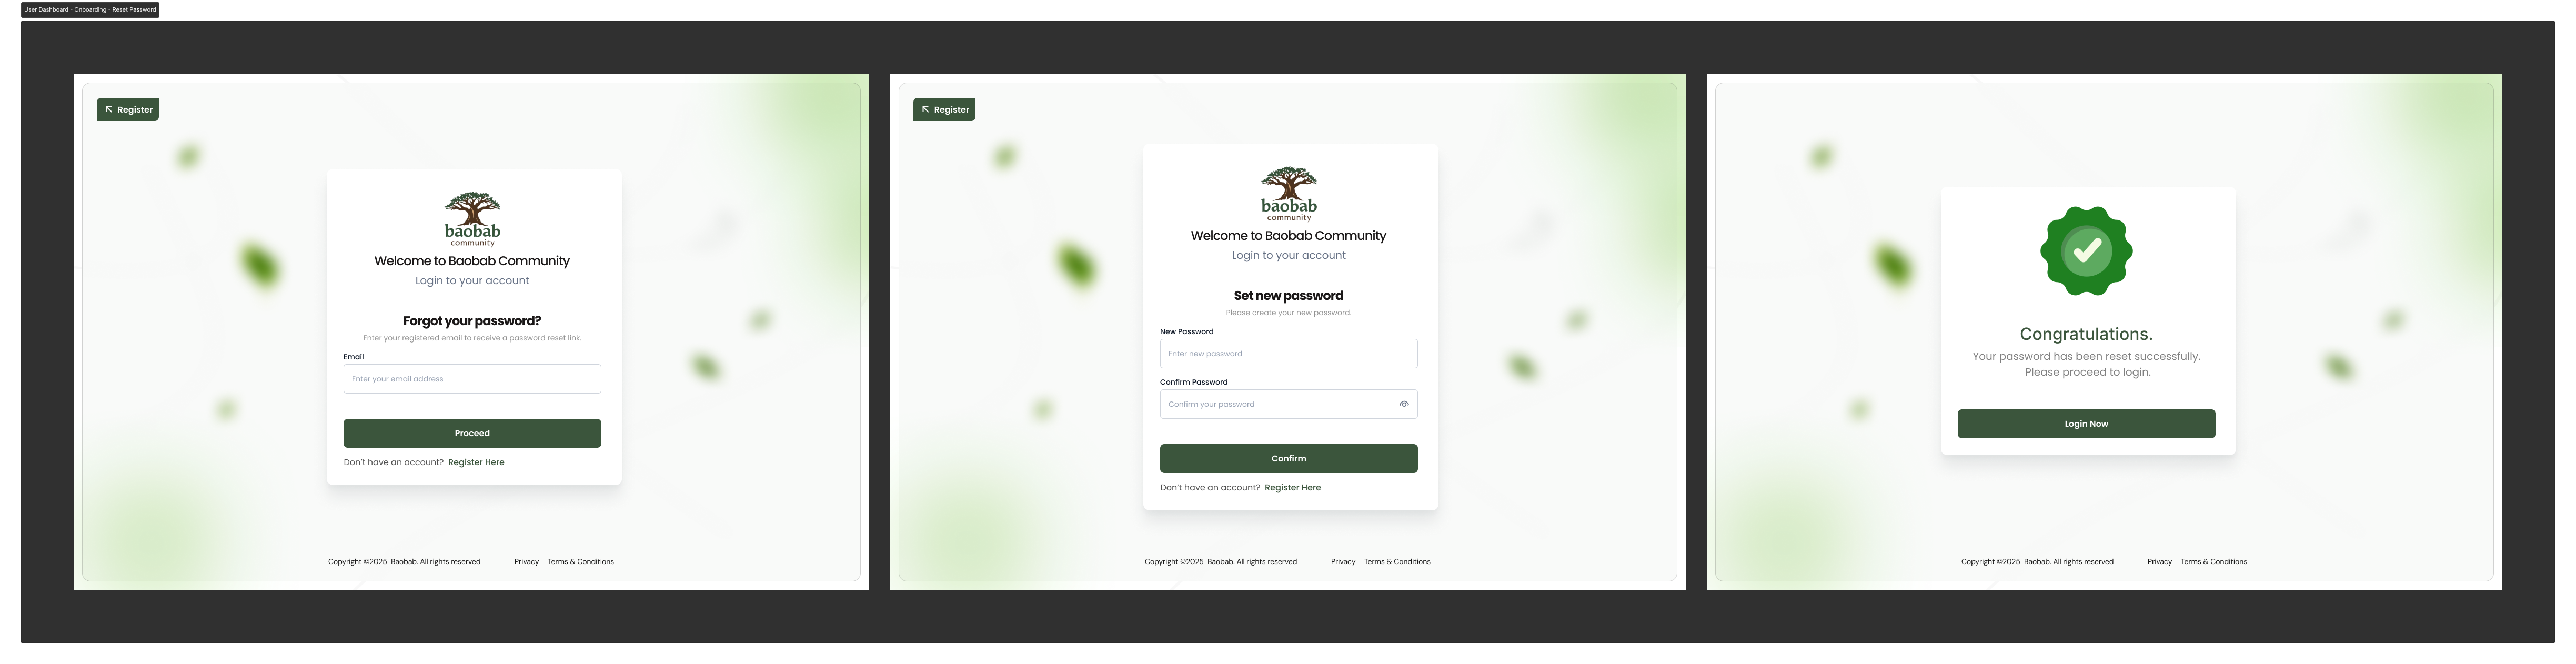 User Dashboard - Onboarding - Reset Password
Register
baobab
community
Welcome to Baobab Community
Login to your account
Forgot your password?
Enter your registered email to receive a password reset link.
Email
Enter your email address
Proceed
Don't have an account? Register Here
Copyright ©2025 Baobab. All rights reserved Privacy Terms & Conditions
Register
baobab
community
Welcome to Baobab Community
Login to your account
Set new password
Please create your new password.
New Password
Enter new password
Confirm Password
Confirm your password
Confirm
Don't have an account? Register Here
Copyright ©2025 Baobab. All rights reserved Privacy Terms & Conditions
Congratulations.
Your password has been reset successfully.
Please proceed to login.
Login Now
Copyright ©2025 Baobab. All rights reserved Privacy Terms & Conditions